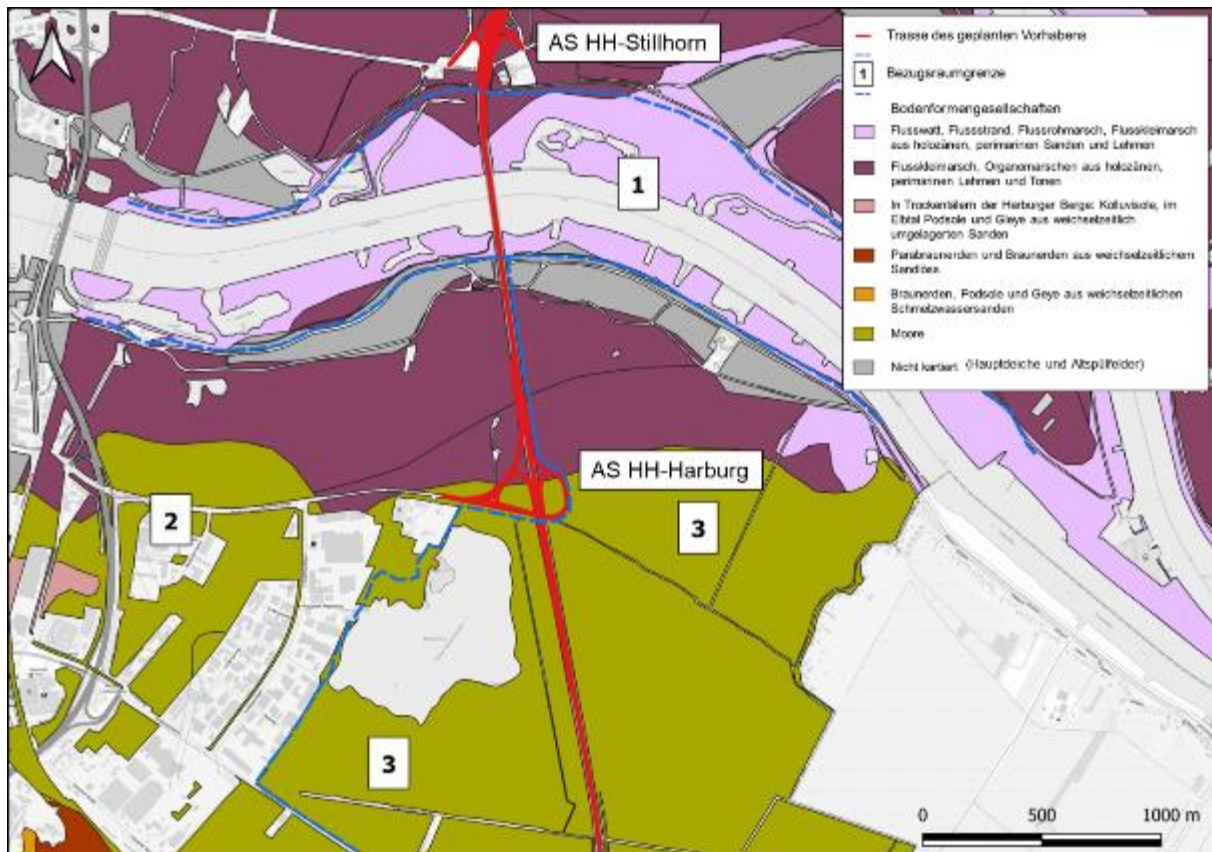 AS HH-Stillhorn
Trasse des geplanten Vorhabens
1 Bezugsraumgrenze
Bodenformengesellschaften
Flusswatt, Flussstrand, Flussrohmarsch, Flusskleimarsch
aus holozänen, perimarinen Sanden und Lehmen
Flusskleimarsch, Organomarschen aus holozänen,
perimarinen Lehmen und Tonen
In Trockentälern der Harburger Berge: Kolluvisole, im
Elbtal Podsole und Gleye aus weichselzeitlich
umgelagerten Sanden
Parabraunerden und Braunerden aus weichselzeitlichem
Sandlöss
Braunerden, Podsole und Geye aus weichselzeitlichen
Schmelzwassersanden
Moore
Nicht kartiert (Hauptdeiche und Altspülfelder)
1
AS HH-Harburg
2
3
3
0 500 1000 m